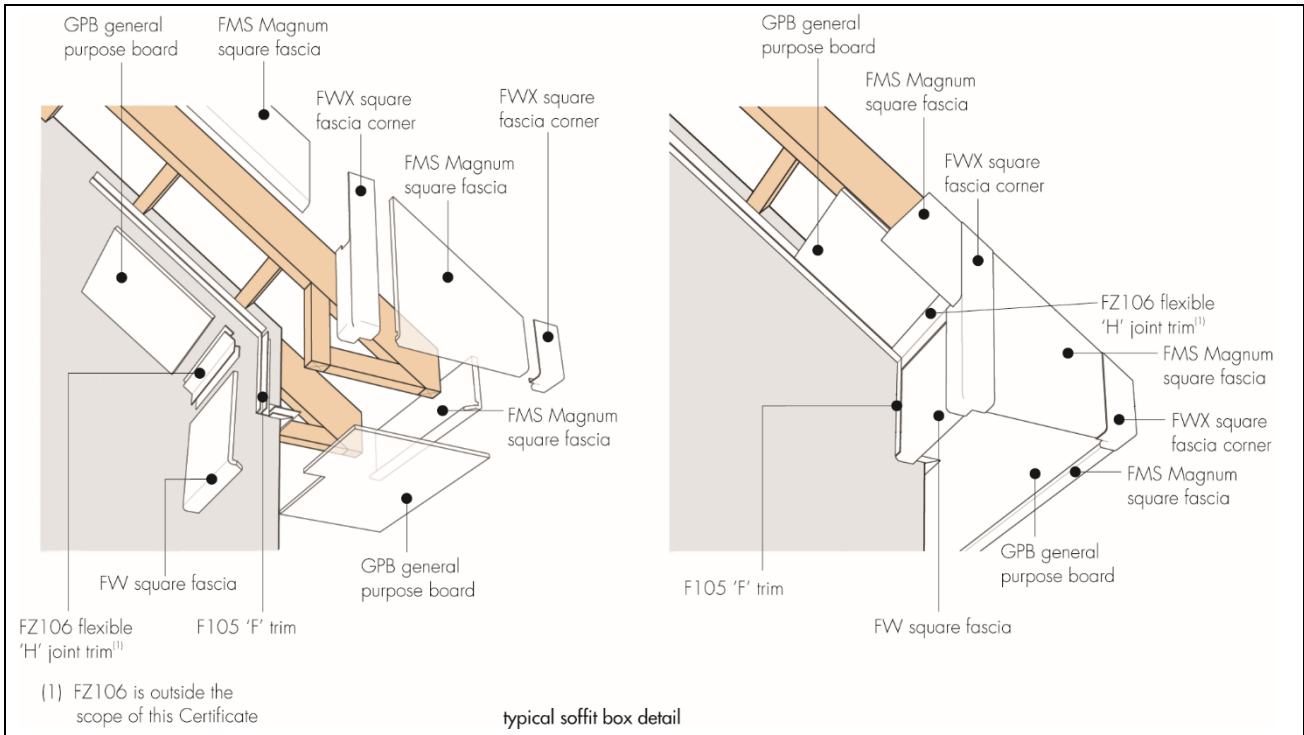 GPB general
purpose board
FMS Magnum
square fascia
FWX square
fascia corner
FWX square
fascia corner
FMS Magnum
square fascia
FMS Magnum
square fascia
GPB general
purpose board
FW square fascia
FZ106 flexible
‘H’ joint trim(1)
F105 ‘F’ trim
(1) FZ106 is outside the
scope of this Certificate
GPB general
purpose board
FMS Magnum
square fascia
FWX square
fascia corner
FZ106 flexible
‘H’ joint trim(1)
FMS Magnum
square fascia
FWX square
fascia corner
FMS Magnum
square fascia
GPB general
purpose board
F105 ‘F’ trim
FW square fascia
typical soffit box detail